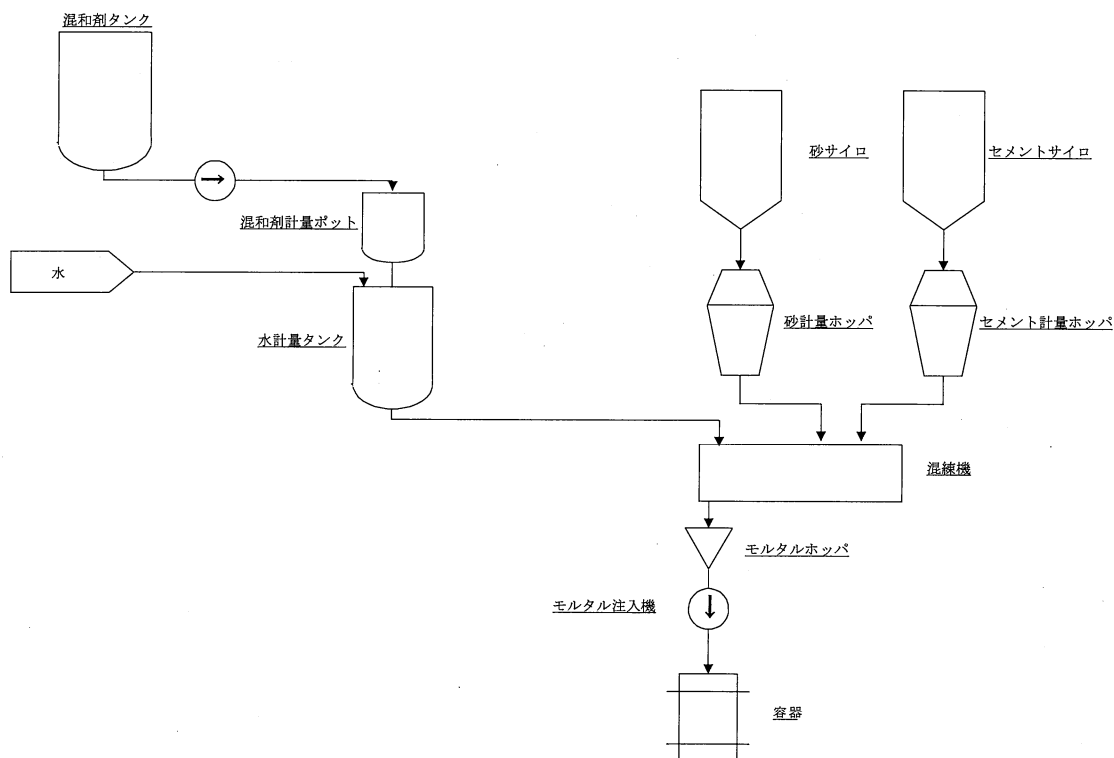 混和剤タンク
砂サイロ
セメントサイロ
混和剤計量ポット
水
砂計量ホッパ
セメント計量ホッパ
水計量タンク
混練機
モルタルホッパ
モルタル注入機
容器